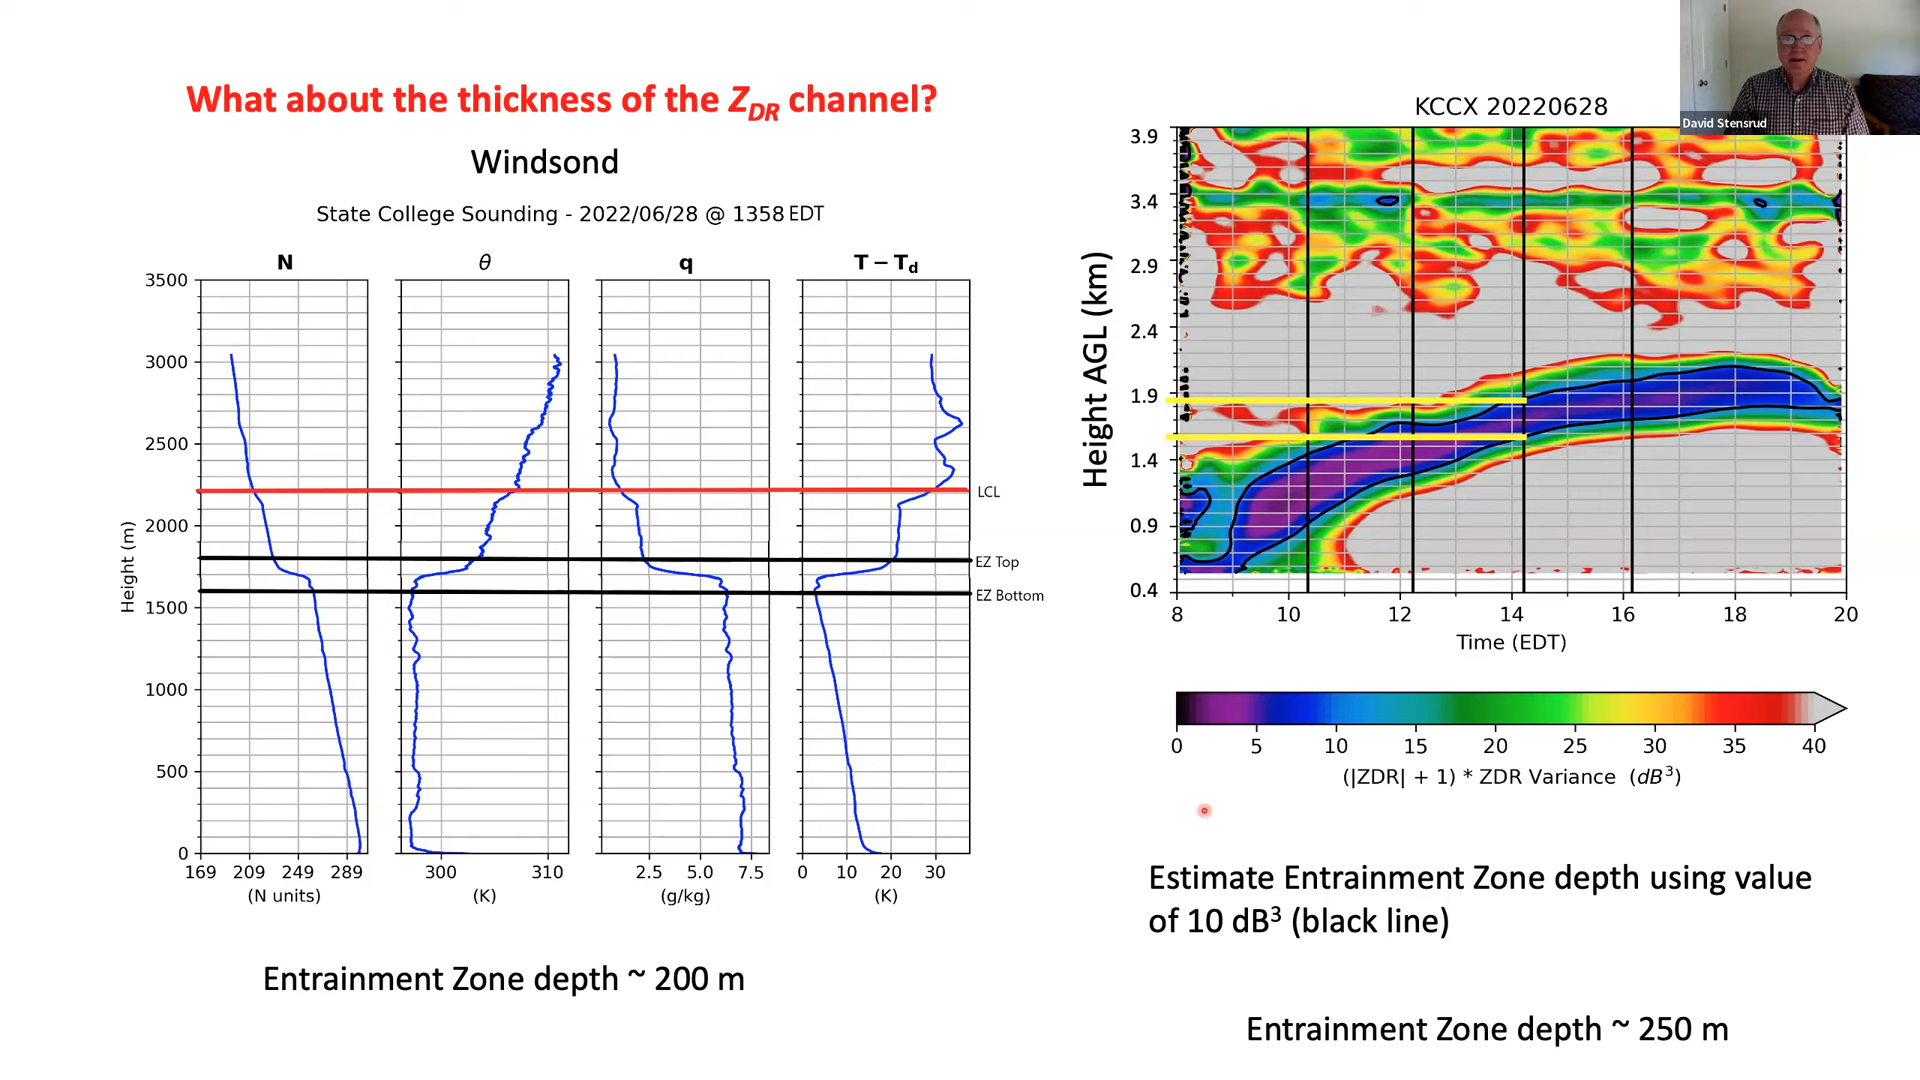 What about the thickness of the Z_DR channel?
Windsond
State College Sounding - 2022/06/28 @ 1358 EDT
N θ q T − T_d
3500
3000
2500
2000
1500
1000
500
0
Height (m)
LCL
EZ Top
EZ Bottom
169 209 249 289
(N units)
300 310
(K)
2.5 5.0 7.5
(g/kg)
0 10 20 30
(K)
Entrainment Zone depth ~ 200 m
David Stensrud
KCCX 20220628
3.9
3.4
2.9
2.4
1.9
1.4
0.9
0.4
Height AGL (km)
8 10 12 14 16 18 20
Time (EDT)
0 5 10 15 20 25 30 35 40
(|ZDR| + 1) * ZDR Variance (dB³)
Estimate Entrainment Zone depth using value
of 10 dB³ (black line)
Entrainment Zone depth ~ 250 m